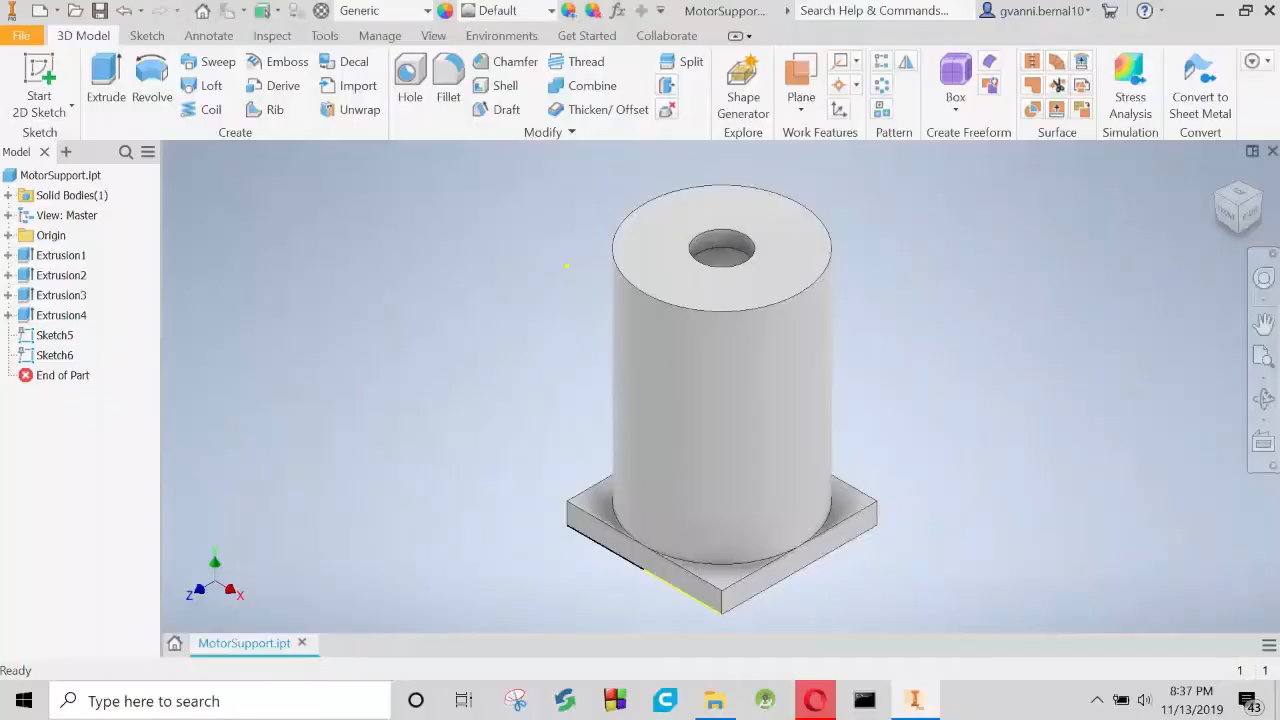 Generic
Default
MotorSuppor...
Search Help & Commands...
gvanni.bernal10
File
3D Model
Sketch
Annotate
Inspect
Tools
Manage
View
Environments
Get Started
Collaborate
Start
2D Sketch
Sketch
Extrude
Revolve
Sweep
Loft
Coil
Emboss
Derive
Rib
Decal
Import
Unwrap
Create
Hole
Fillet
Chamfer
Shell
Draft
Thread
Combine
Thicken/ Offset
Split
Modify
Shape
Generator
Explore
Plane
Work Features
Pattern
Box
Create Freeform
Surface
Stress
Analysis
Simulation
Convert to
Sheet Metal
Convert
Model
MotorSupport.ipt
Solid Bodies(1)
View: Master
Origin
Extrusion1
Extrusion2
Extrusion3
Extrusion4
Sketch5
Sketch6
End of Part
Z
X
MotorSupport.ipt
Ready
1
1
Type here to search
8:37 PM
11/13/2019
43